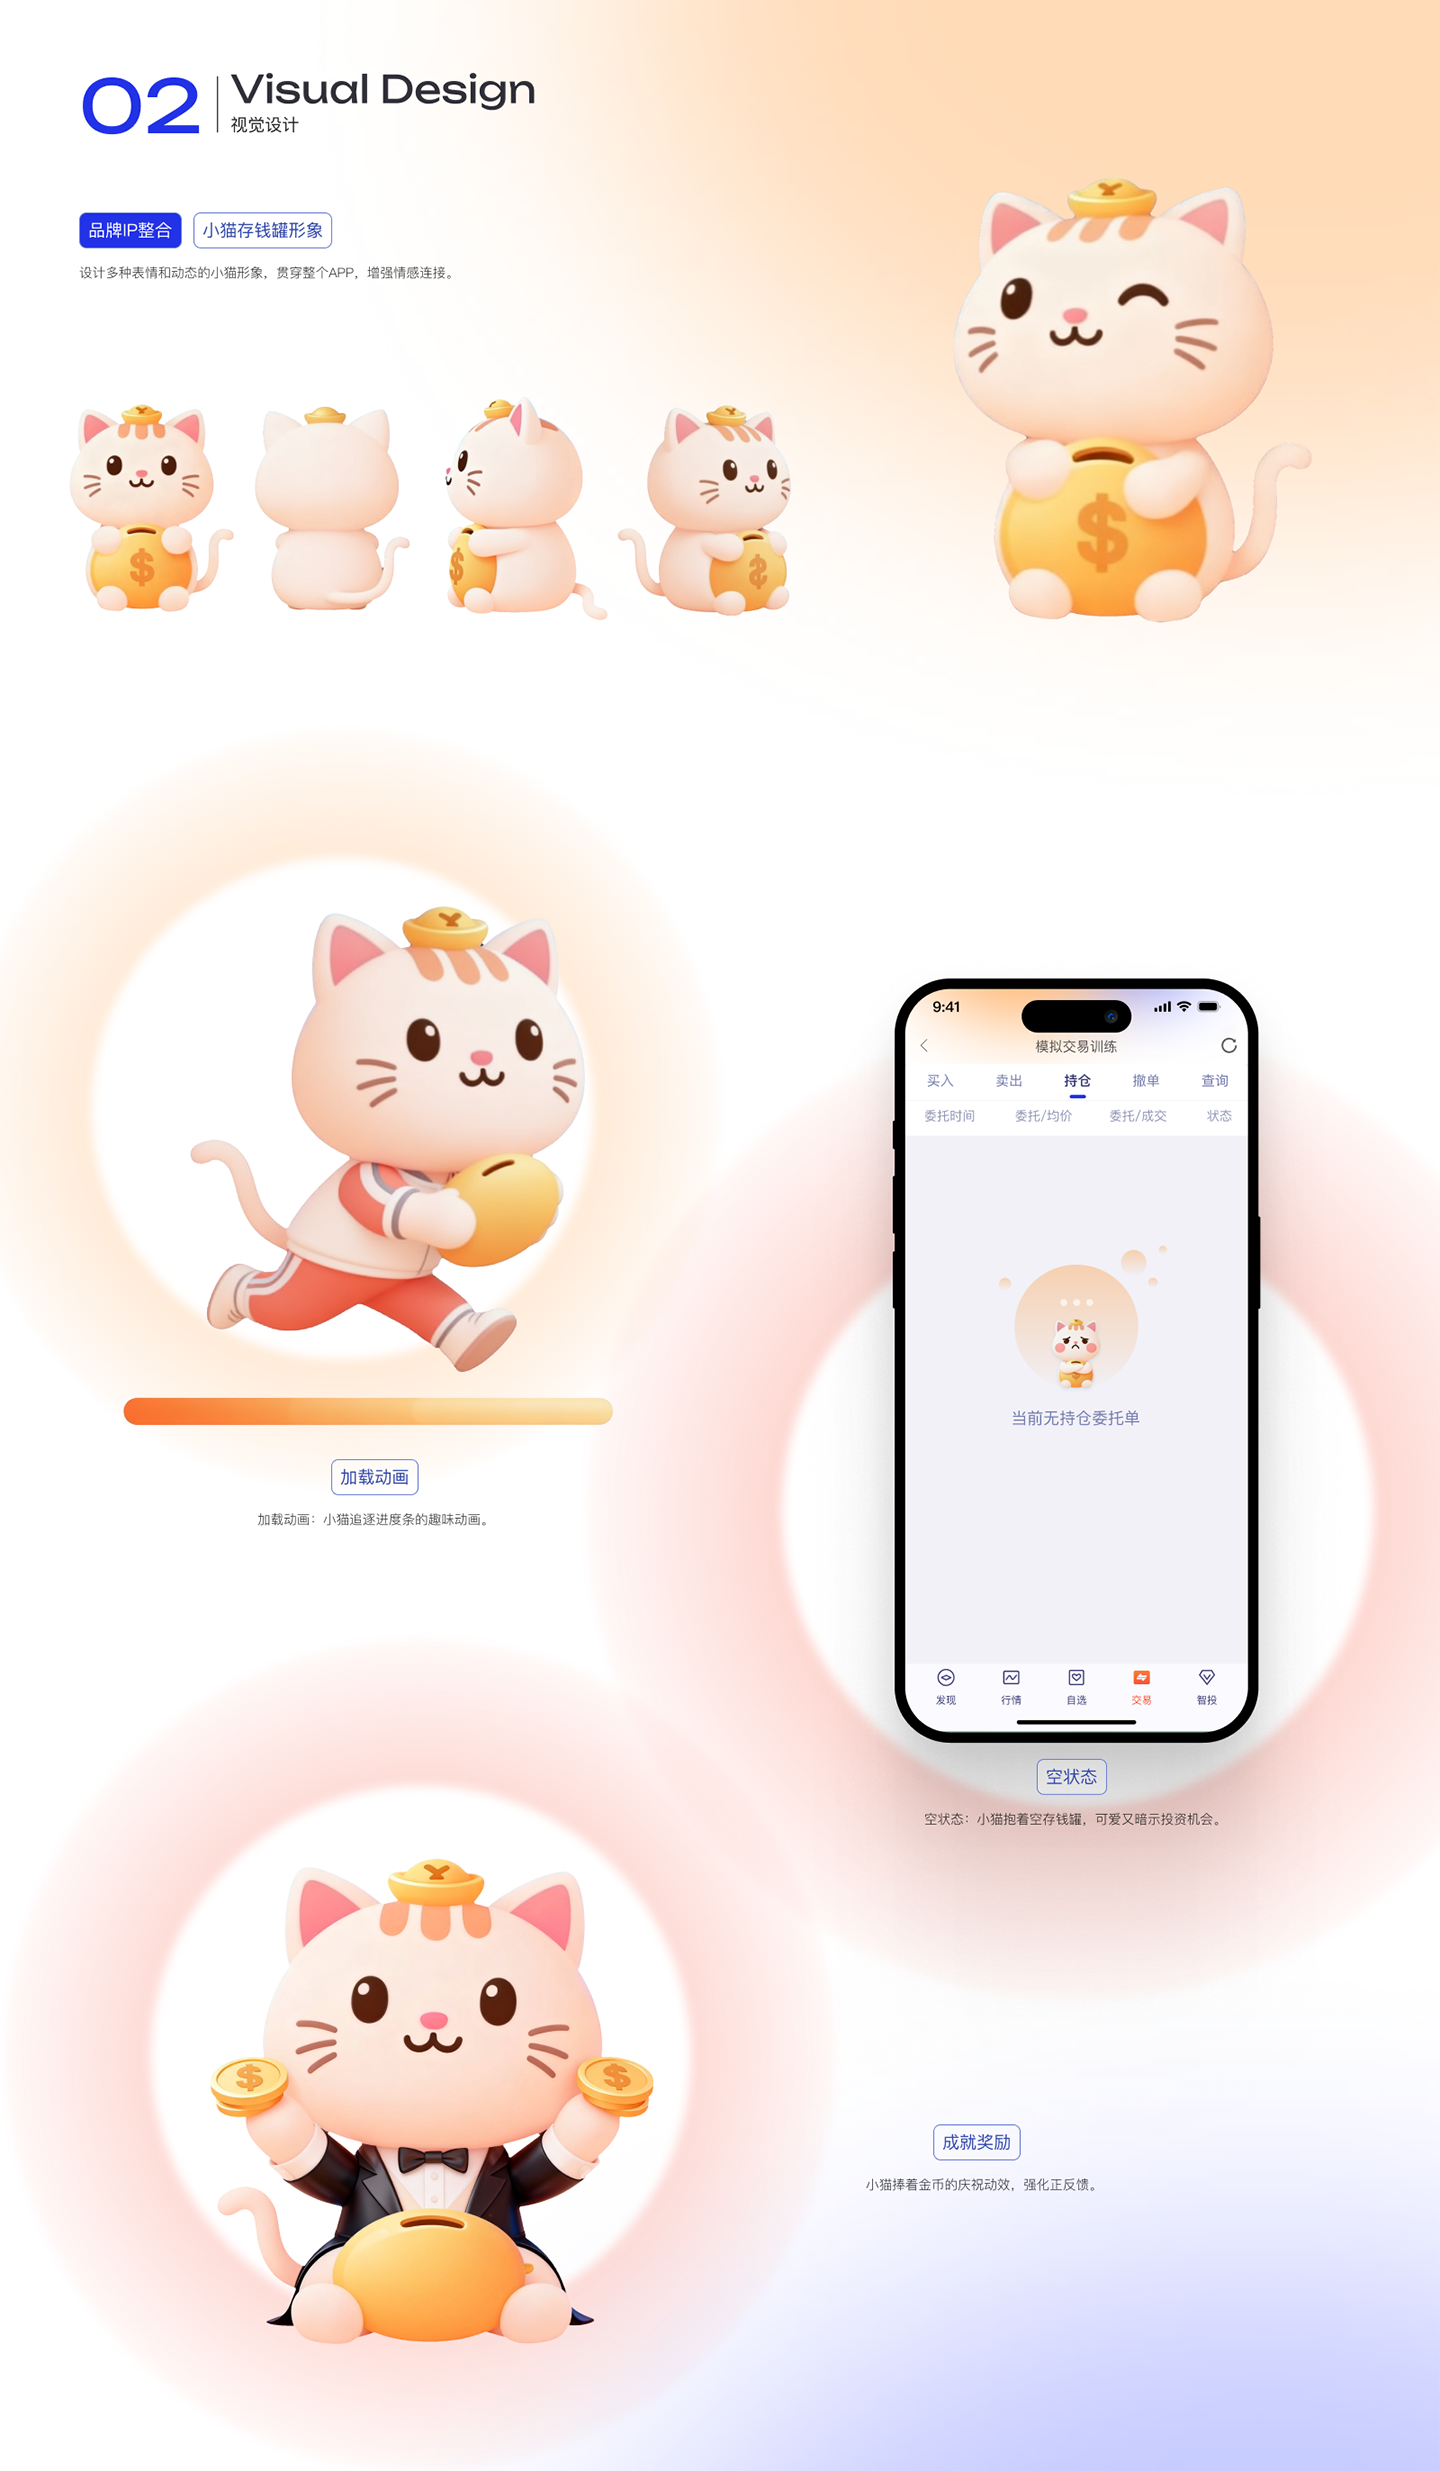 02
Visual Design
视觉设计
品牌IP整合
小猫存钱罐形象
设计多种表情和动态的小猫形象，贯穿整个APP，增强情感连接。
$
$
$
$
9:41
模拟交易训练
买入 卖出 持仓 撤单 查询
委托时间 委托/均价 委托/成交 状态
当前无持仓委托单
发现 行情 自选 交易 智投
加载动画
加载动画：小猫追逐进度条的趣味动画。
空状态
空状态：小猫抱着空存钱罐，可爱又暗示投资机会。
$ $
成就奖励
小猫捧着金币的庆祝动效，强化正反馈。